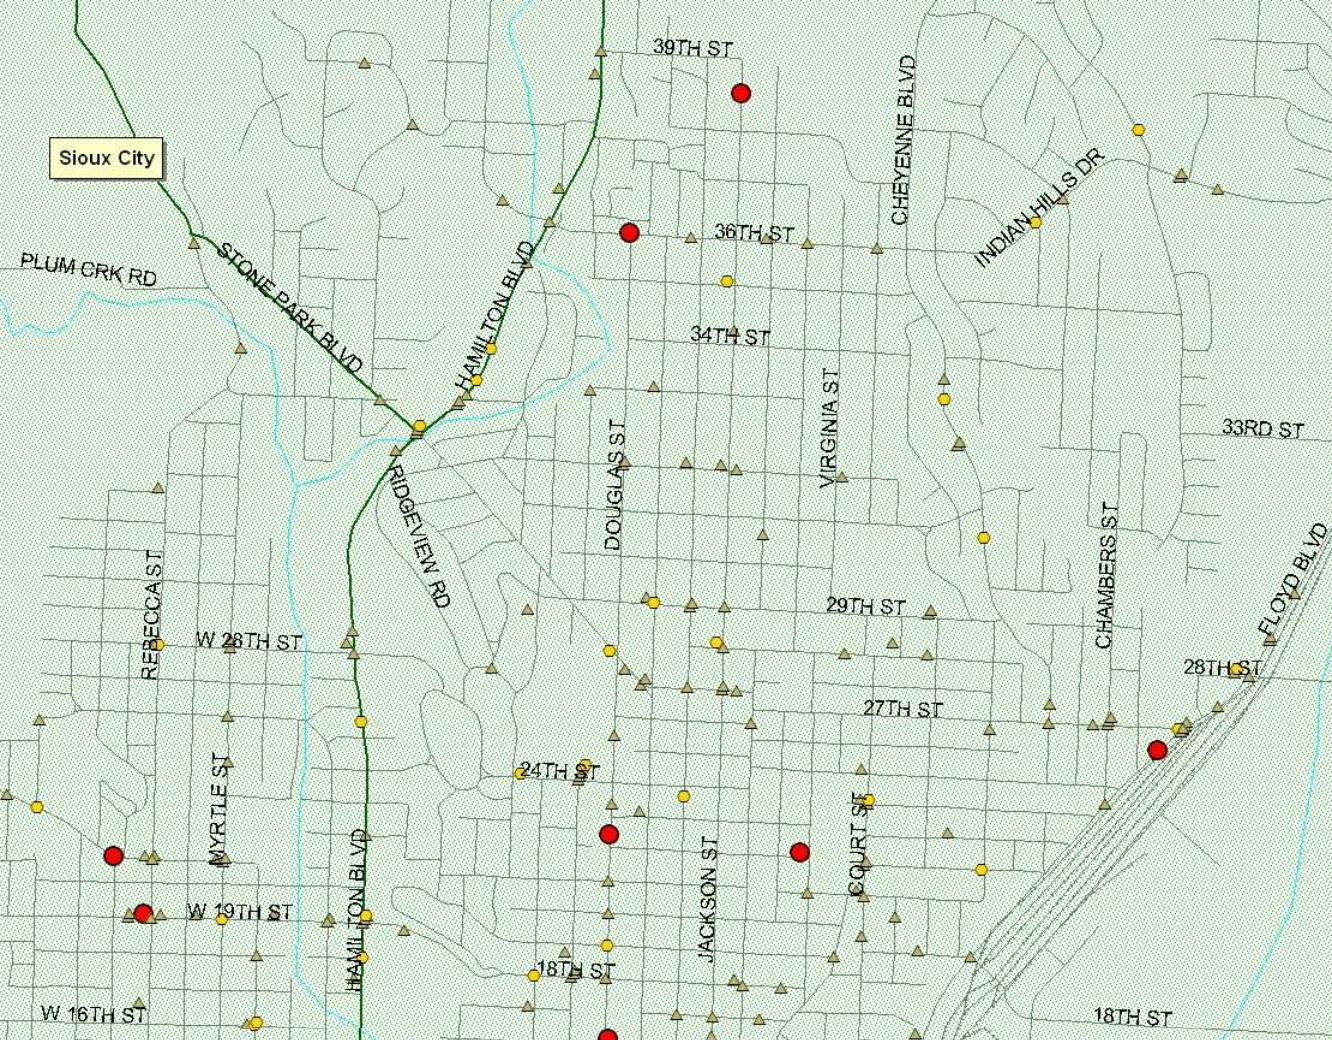 39TH ST
CHEYENNE BLVD
Sioux City
INDIAN HILLS DR
36TH ST
STONE PARK BLVD
PLUM CRK RD
HAMILTON BLVD
34TH ST
VIRGINIA ST
33RD ST
DOUGLAS ST
RIDGEVIEW RD
CHAMBERS ST
FLOYD BLVD
REBECCA ST
29TH ST
W 28TH ST
28TH ST
27TH ST
24TH ST
MYRTLE ST
COURT ST
HAMILTON BLVD
JACKSON ST
W 19TH ST
18TH ST
W 16TH ST
18TH ST